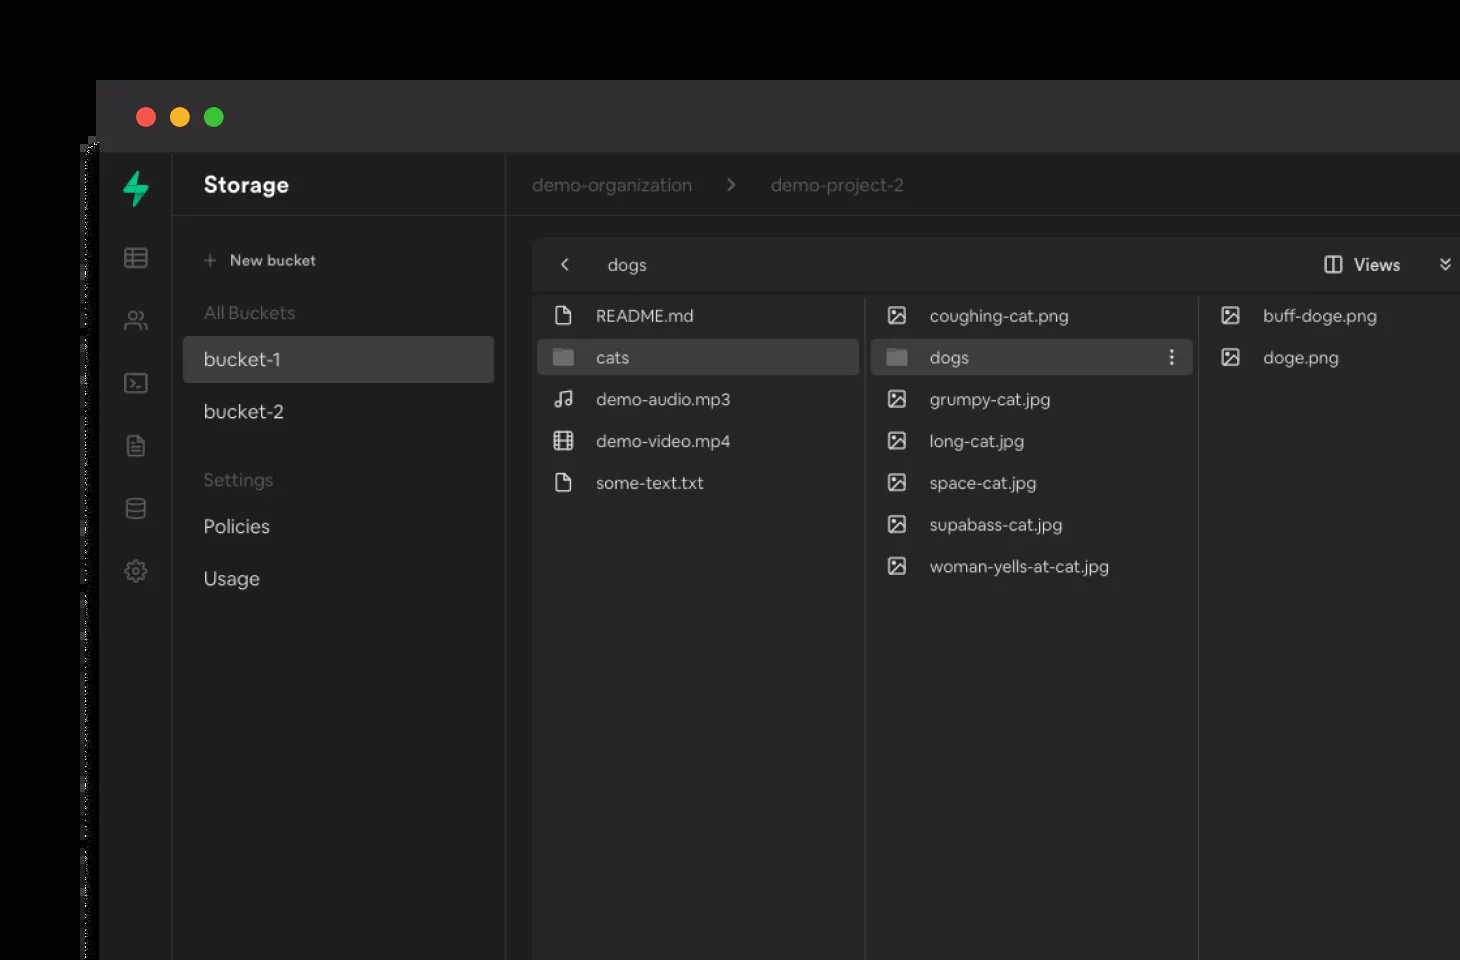 Storage
demo-organization
demo-project-2
New bucket
All Buckets
bucket-1
bucket-2
Settings
Policies
Usage
dogs
Views
README.md
cats
demo-audio.mp3
demo-video.mp4
some-text.txt
coughing-cat.png
dogs
grumpy-cat.jpg
long-cat.jpg
space-cat.jpg
supabass-cat.jpg
woman-yells-at-cat.jpg
buff-doge.png
doge.png